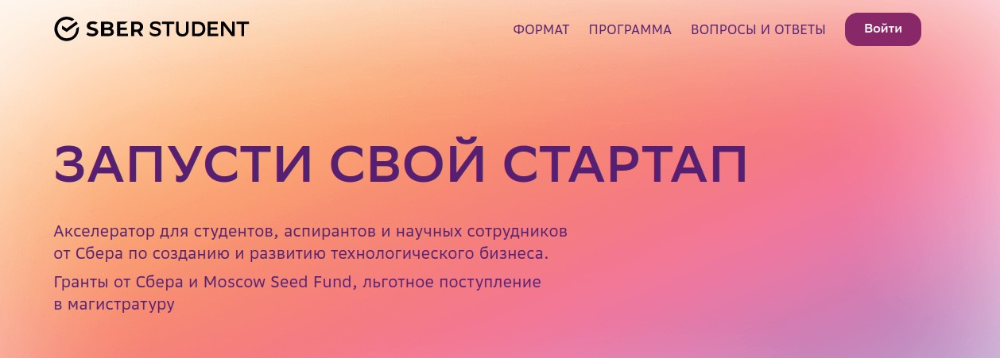 SBER STUDENT
ФОРМАТ ПРОГРАММА ВОПРОСЫ И ОТВЕТЫ Войти
ЗАПУСТИ СВОЙ СТАРТАП
Акселератор для студентов, аспирантов и научных сотрудников
от Сбера по созданию и развитию технологического бизнеса.
Гранты от Сбера и Moscow Seed Fund, льготное поступление
в магистратуру